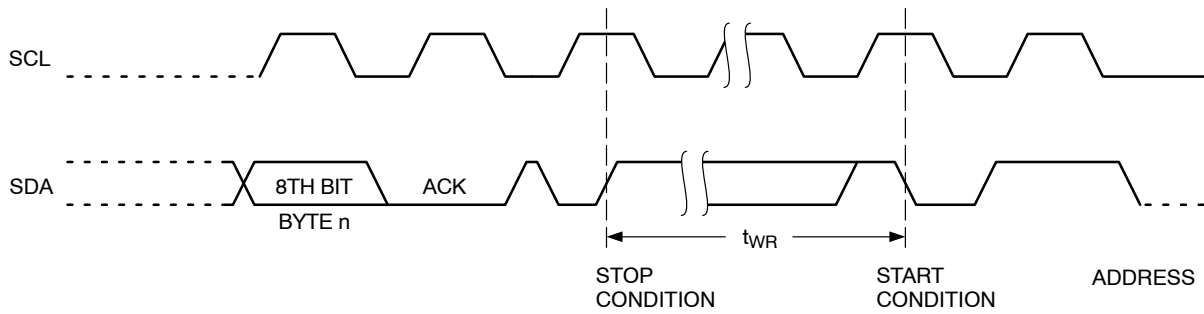 SCL
SDA
8TH BIT
ACK
BYTE n
tWR
STOP
CONDITION
START
CONDITION
ADDRESS